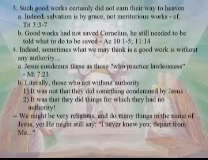 3. Such good works certainly did not earn their way to heaven
a. Indeed, salvation is by grace, not meritorious works - cf.
Tit 3:3-7
b. Good works had not saved Cornelius, he still needed to be
told what to do to be saved - Ac 10:1-5; 11:14
4. Indeed, sometimes what we may think is a good work is without
any authority...
a. Jesus condemns these as those "who practice lawlessness"
- Mt 7:23
b. Literally, those who act without authority
1) It was not that they did something condemned by Jesus
2) It was that they did things for which they had no
authority!
-- We might be very religious, and do many things in the name of
Jesus, yet He might still say: "I never knew you; depart from
Me..."